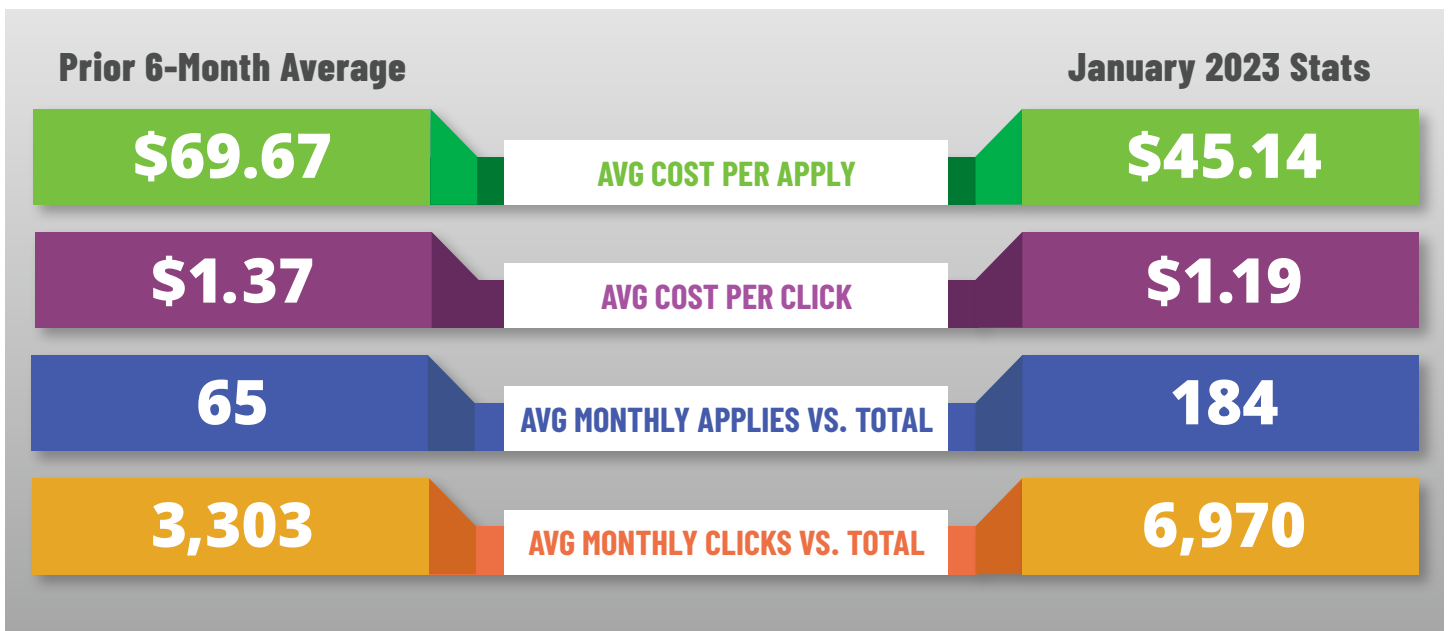 Prior 6-Month Average
January 2023 Stats
$69.67
AVG COST PER APPLY
$45.14
$1.37
AVG COST PER CLICK
$1.19
65
AVG MONTHLY APPLIES VS. TOTAL
184
3,303
AVG MONTHLY CLICKS VS. TOTAL
6,970